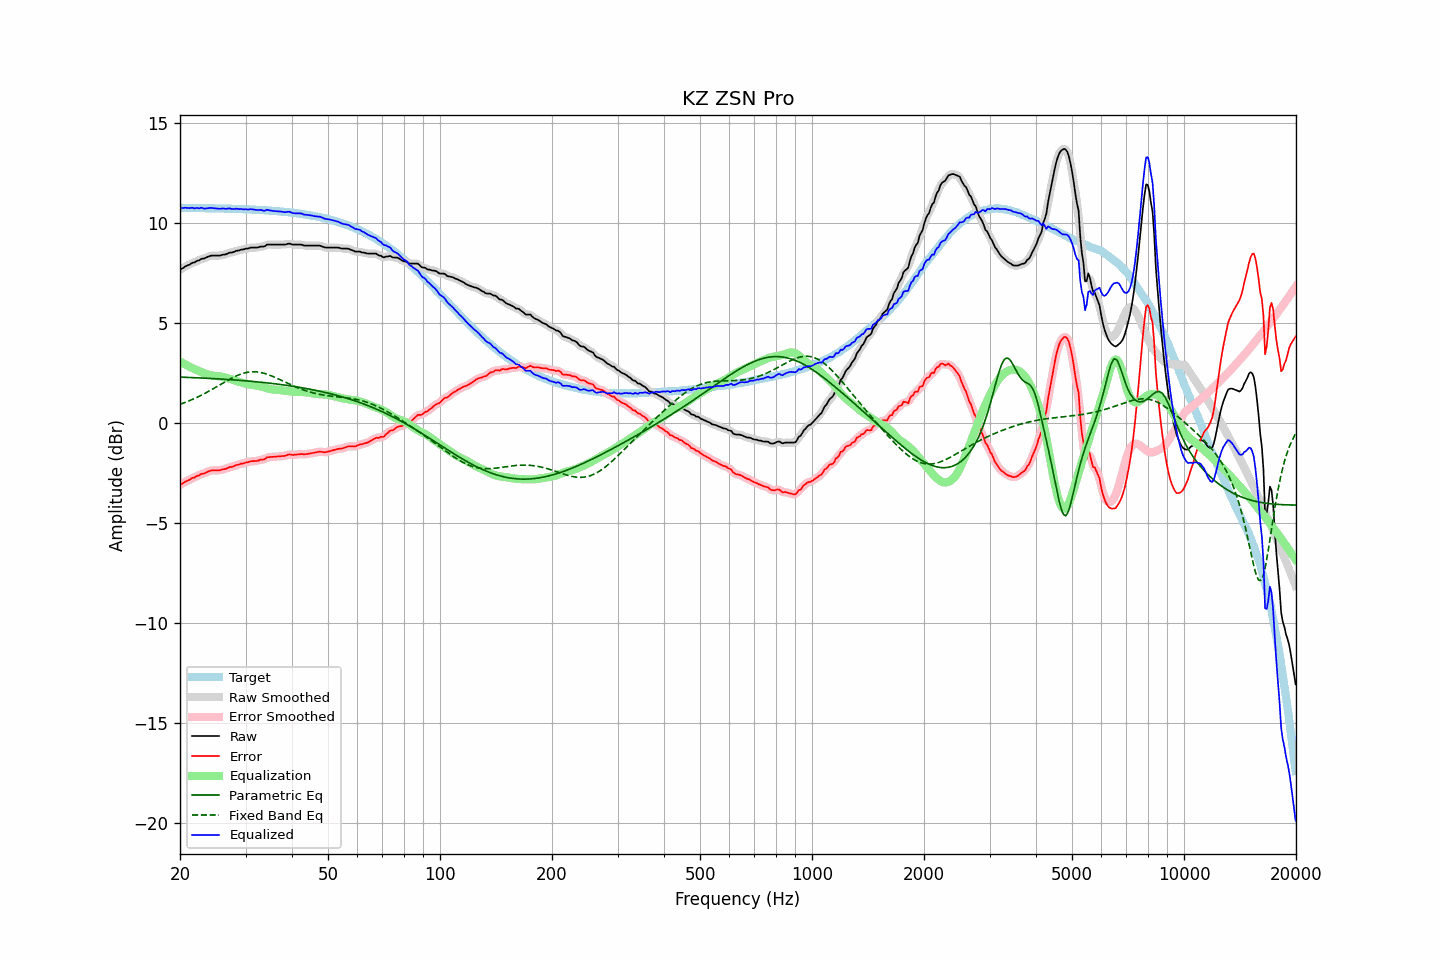 KZ ZSN Pro
Amplitude (dBr)
15
10
5
0
−5
−10
−15
−20
Target
Raw Smoothed
Error Smoothed
Raw
Error
Equalization
Parametric Eq
Fixed Band Eq
Equalized
20 50 100 200 500 1000 2000 5000 10000 20000
Frequency (Hz)